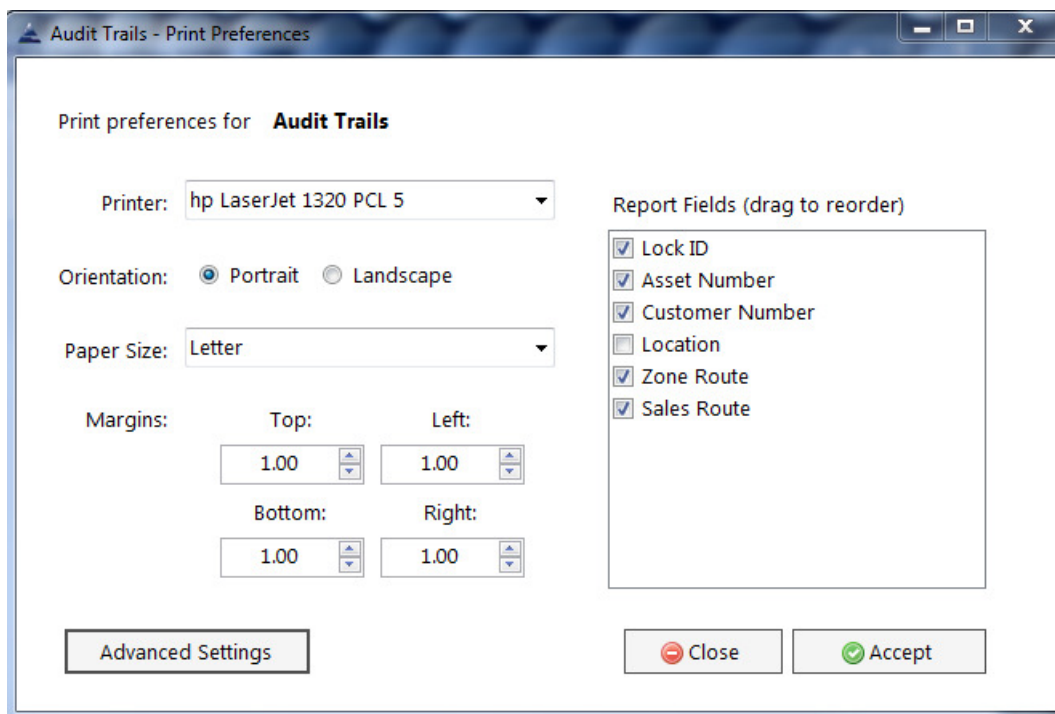 Audit Trails - Print Preferences
Print preferences for Audit Trails
Printer: hp LaserJet 1320 PCL 5
Orientation: Portrait Landscape
Paper Size: Letter
Margins: Top: Left:
1.00 1.00
Bottom: Right:
1.00 1.00
Report Fields (drag to reorder)
Lock ID
Asset Number
Customer Number
Location
Zone Route
Sales Route
Advanced Settings
Close
Accept